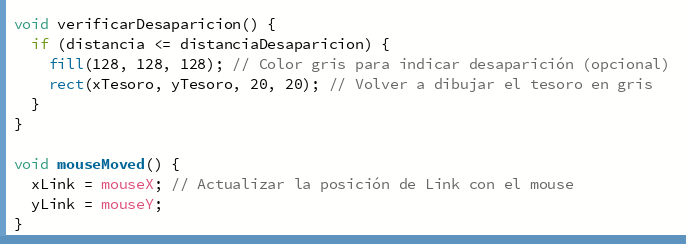 void verificarDesaparicion() {
if (distancia <= distanciaDesaparicion) {
fill(128, 128, 128); // Color gris para indicar desaparición (opcional)
rect(xTesoro, yTesoro, 20, 20); // Volver a dibujar el tesoro en gris
}
}
void mouseMoved() {
xLink = mouseX; // Actualizar la posición de Link con el mouse
yLink = mouseY;
}